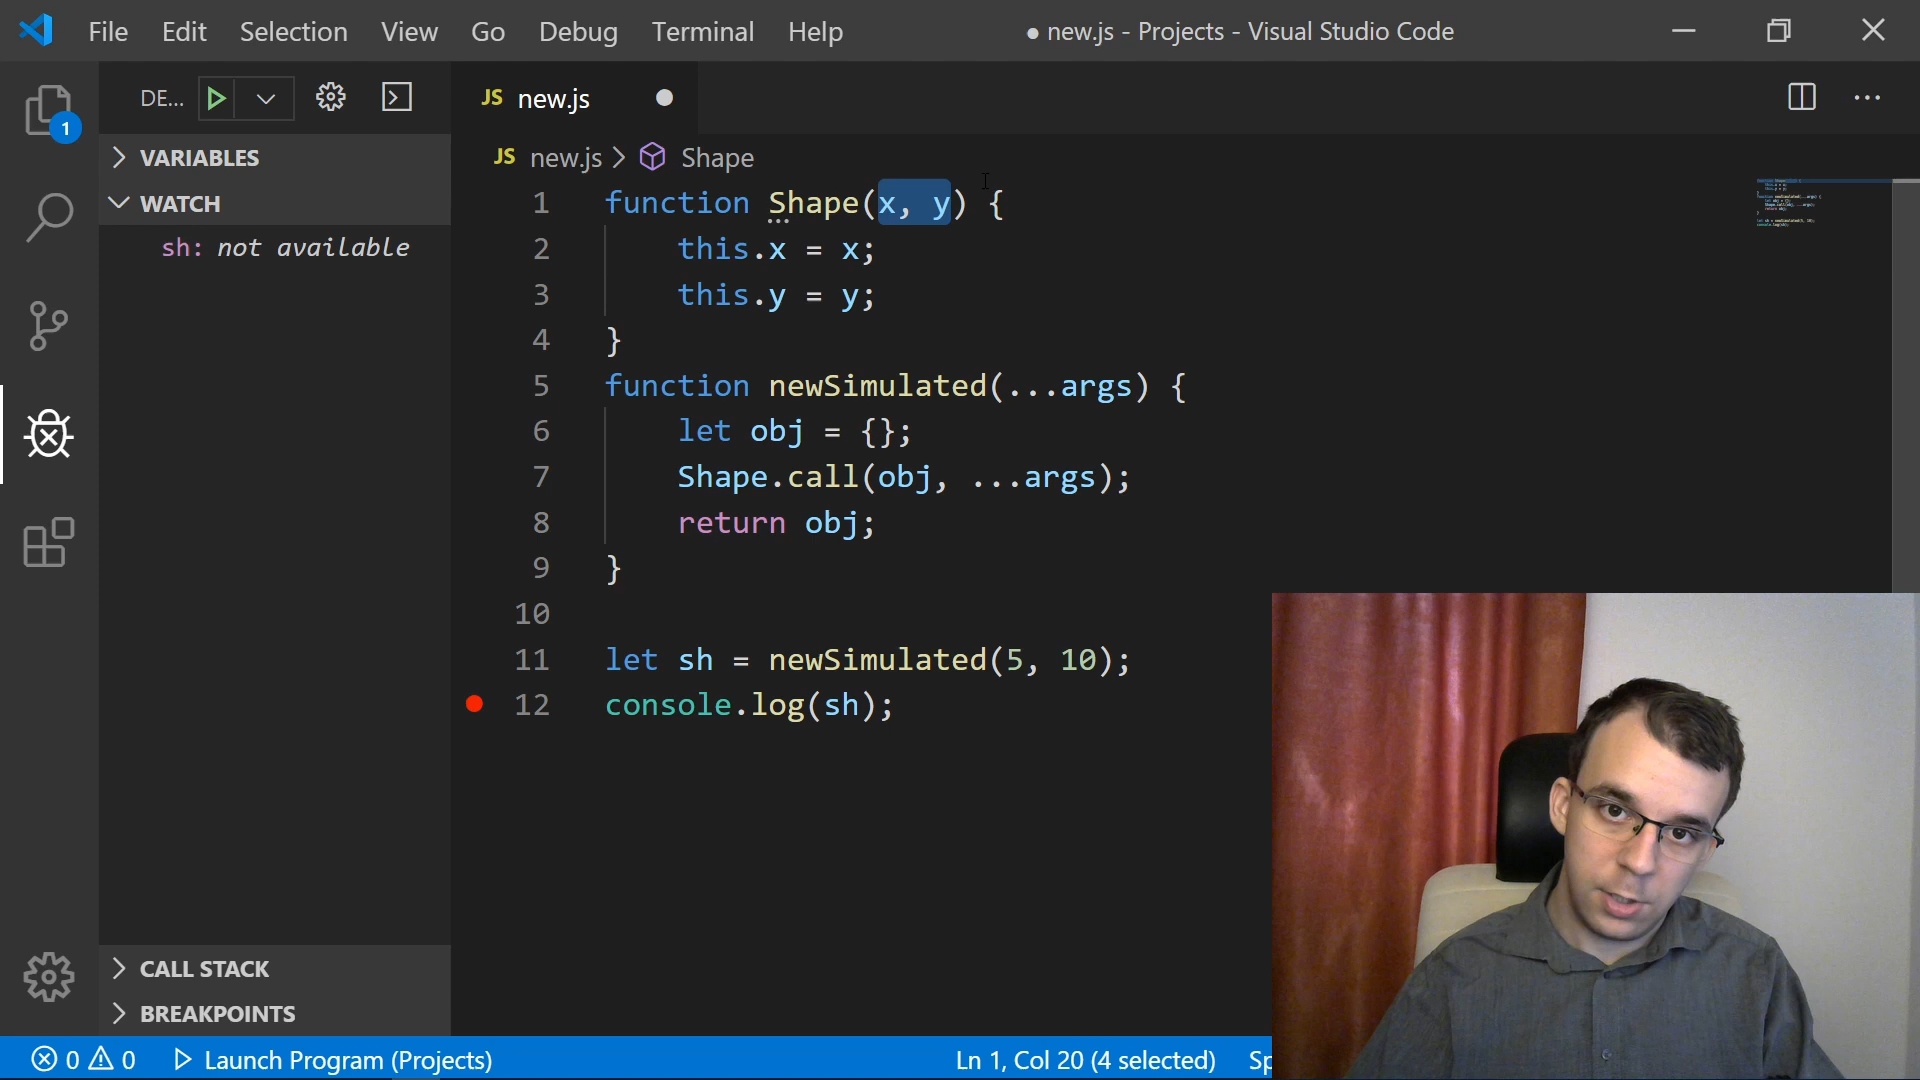 File Edit Selection View Go Debug Terminal Help ● new.js - Projects - Visual Studio Code
1
DE...
JS new.js
VARIABLES
WATCH
sh: not available
JS new.js > Shape
1 function Shape(x, y) {
2 this.x = x;
3 this.y = y;
4 }
5 function newSimulated(...args) {
6 let obj = {};
7 Shape.call(obj, ...args);
8 return obj;
9 }
10
11 let sh = newSimulated(5, 10);
12 console.log(sh);
CALL STACK
BREAKPOINTS
0 0 Launch Program (Projects) Ln 1, Col 20 (4 selected) Sp